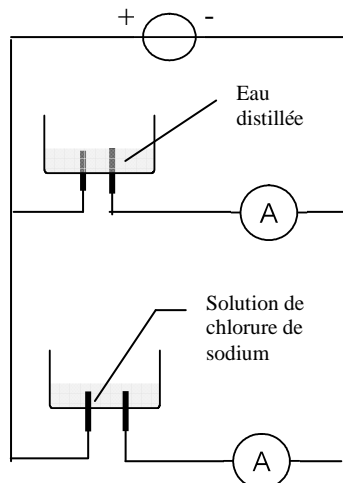 + -
Eau
distillée
A
Solution de
chlorure de
sodium
A